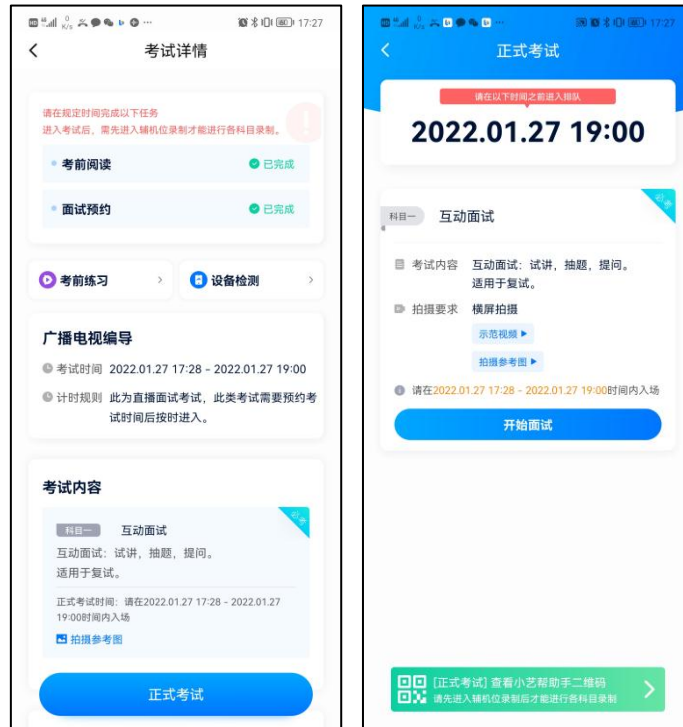 HD 4G 0 K/s ··· 17:27
考试详情
请在规定时间完成以下任务
进入考试后，需先进入辅机位录制才能进行各科目录制。
考前阅读 已完成
面试预约 已完成
考前练习 设备检测
广播电视编导
考试时间 2022.01.27 17:28 - 2022.01.27 19:00
计时规则 此为直播面试考试，此类考试需要预约考
试时间后按时进入。
考试内容
科目一 互动面试
互动面试：试讲，抽题，提问。
适用于复试。
正式考试时间：请在2022.01.27 17:28 - 2022.01.27
19:00时间内入场
拍摄参考图
正式考试
0 K/s ··· 17:27
正式考试
请在以下时间之前进入排队
2022.01.27 19:00
科目一 互动面试
考试内容 互动面试：试讲，抽题，提问。
适用于复试。
拍摄要求 横屏拍摄
示范视频
拍摄参考图
请在2022.01.27 17:28 - 2022.01.27 19:00时间内入场
开始面试
[正式考试] 查看小艺帮助手二维码
请先进入辅机位录制后才能进行各科目录制